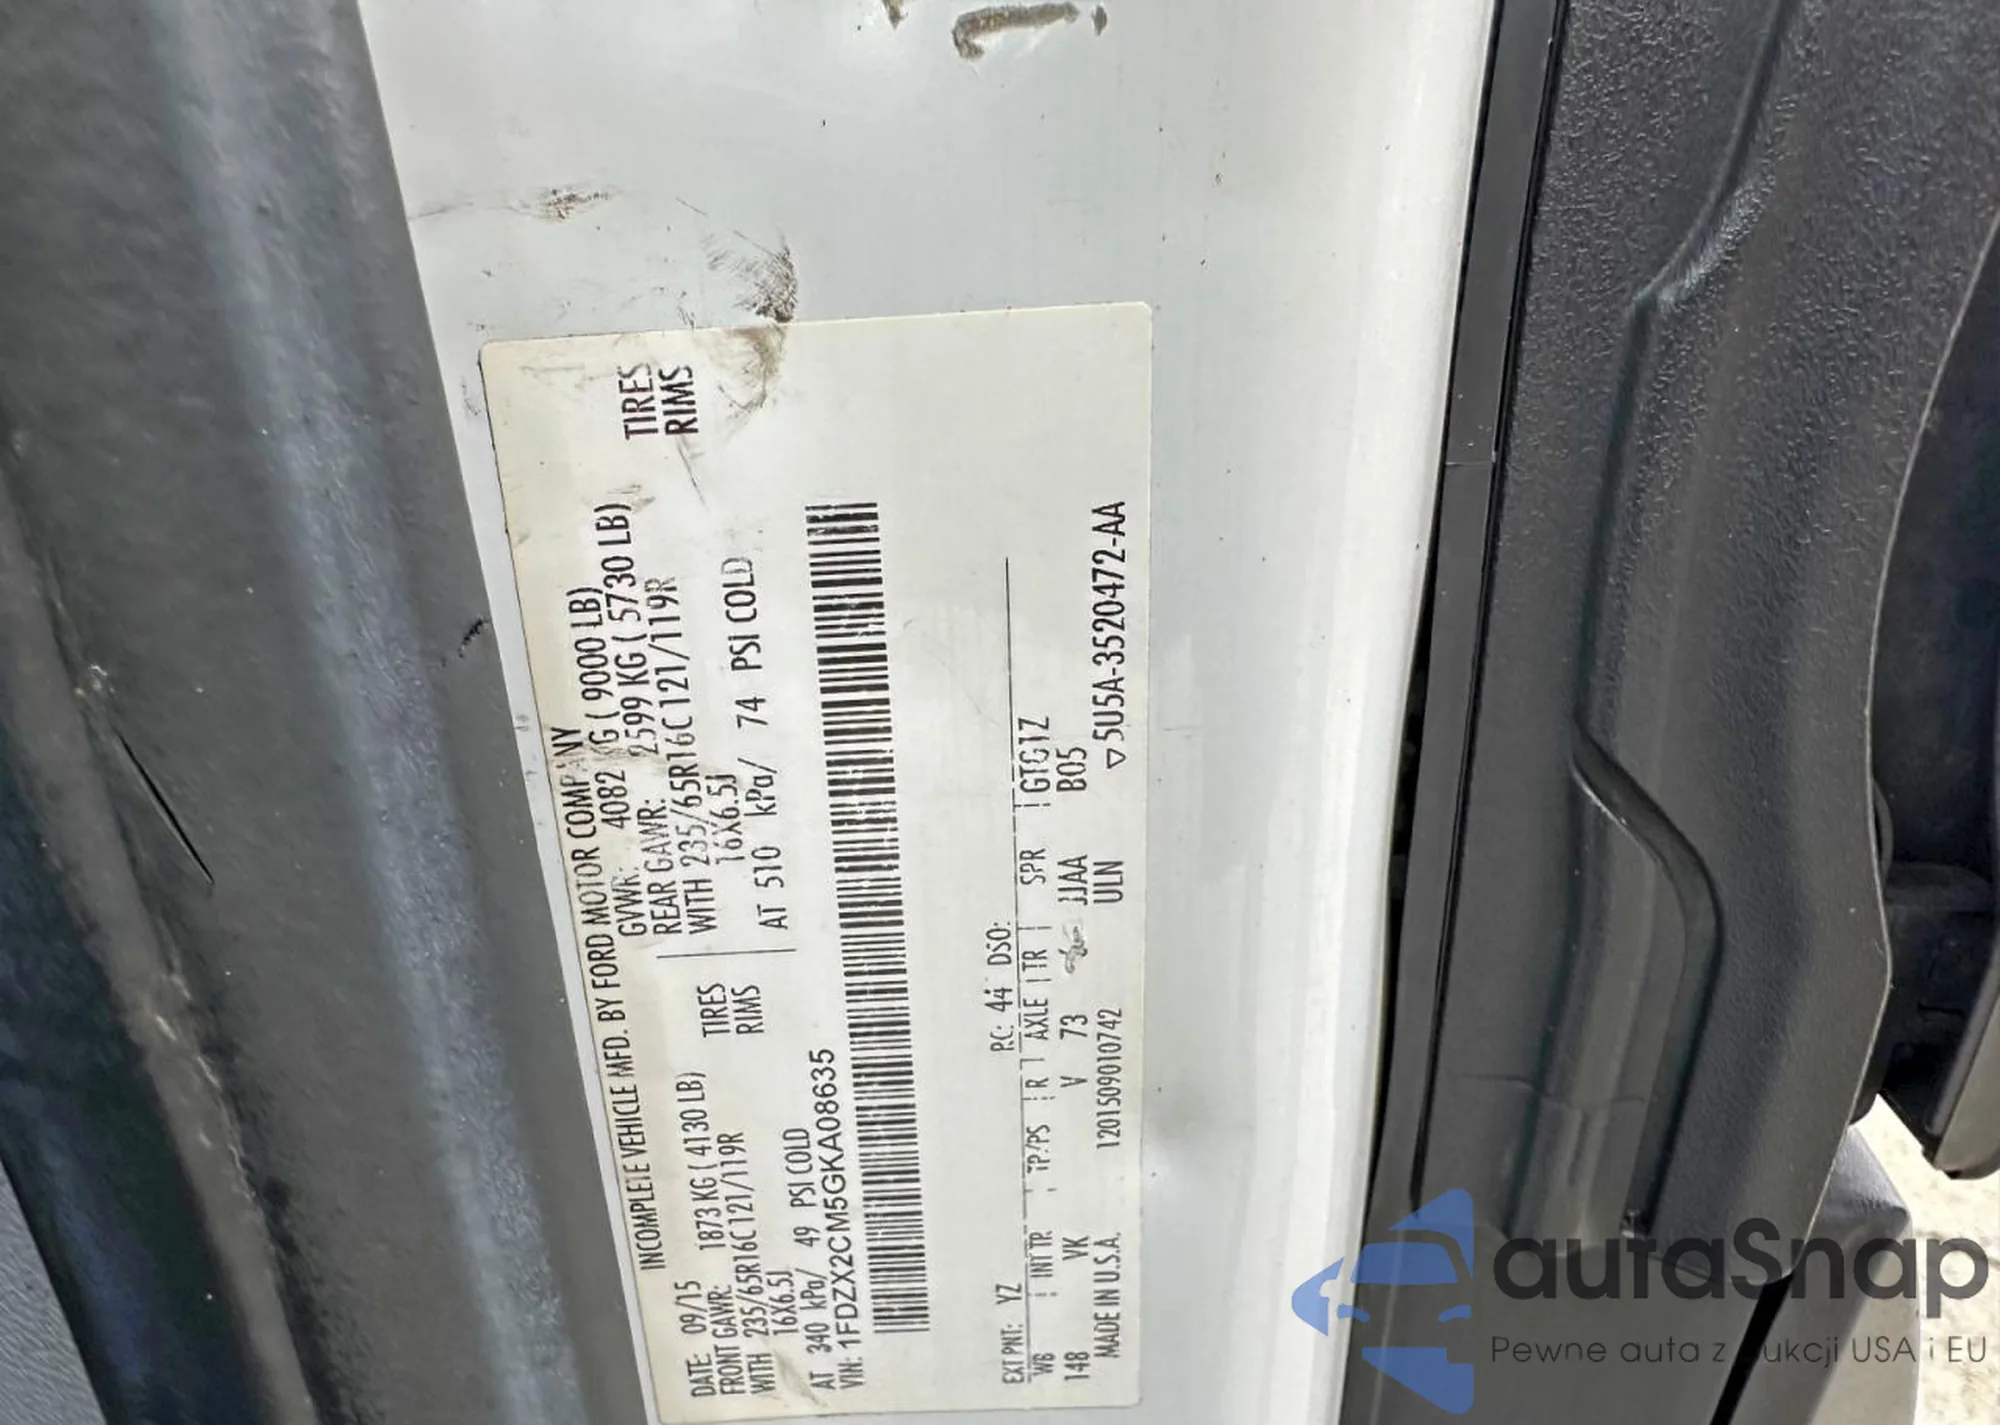 INCOMPLETE VEHICLE MFD. BY FORD MOTOR COMPANY
DATE: 09/15 GVWR: 4082 G ( 9000 LB)
FRONT GAWR: 1873 KG ( 4130 LB) REAR GAWR: 2599 KG ( 5730 LB)
WITH 235/65R16C 121/119R TIRES WITH 235/65R16C 121/119R TIRES
16X6.5J RIMS 16X6.5J RIMS
AT 340 kPa/ 49 PSI COLD AT 510 kPa/ 74 PSI COLD
VIN: 1FDZX2CM5GKA08635
EXT PNT: YZ RC: 44 DSO:
WB INT TR TP/PS R AXLE TR SPR GTG1Z
148 VK V 73 JJAA B05
MADE IN U.S.A. 1201509010742 ULN
▽5U5A-3520472-AA
autaSnap
Pewne auta z ukcji USA i EU